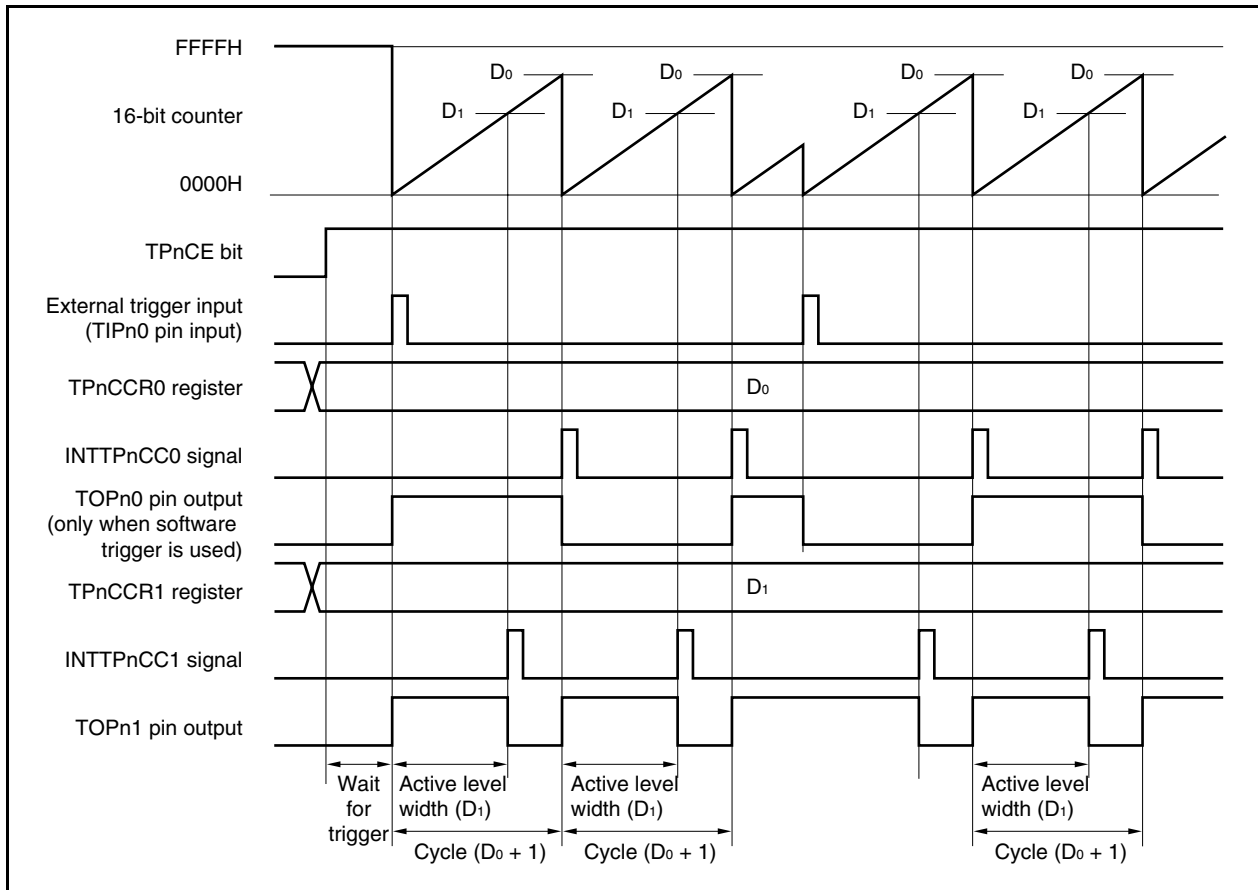 FFFFH
D0 D0 D0 D0
D1 D1 D1 D1
16-bit counter
0000H
TPnCE bit
External trigger input
(TIPn0 pin input)
TPnCCR0 register
D0
INTTPnCC0 signal
TOPn0 pin output
(only when software
trigger is used)
TPnCCR1 register
D1
INTTPnCC1 signal
TOPn1 pin output
Wait
for
trigger
Active level
width (D1)
Active level
width (D1)
Active level
width (D1)
Cycle (D0 + 1)
Cycle (D0 + 1)
Cycle (D0 + 1)